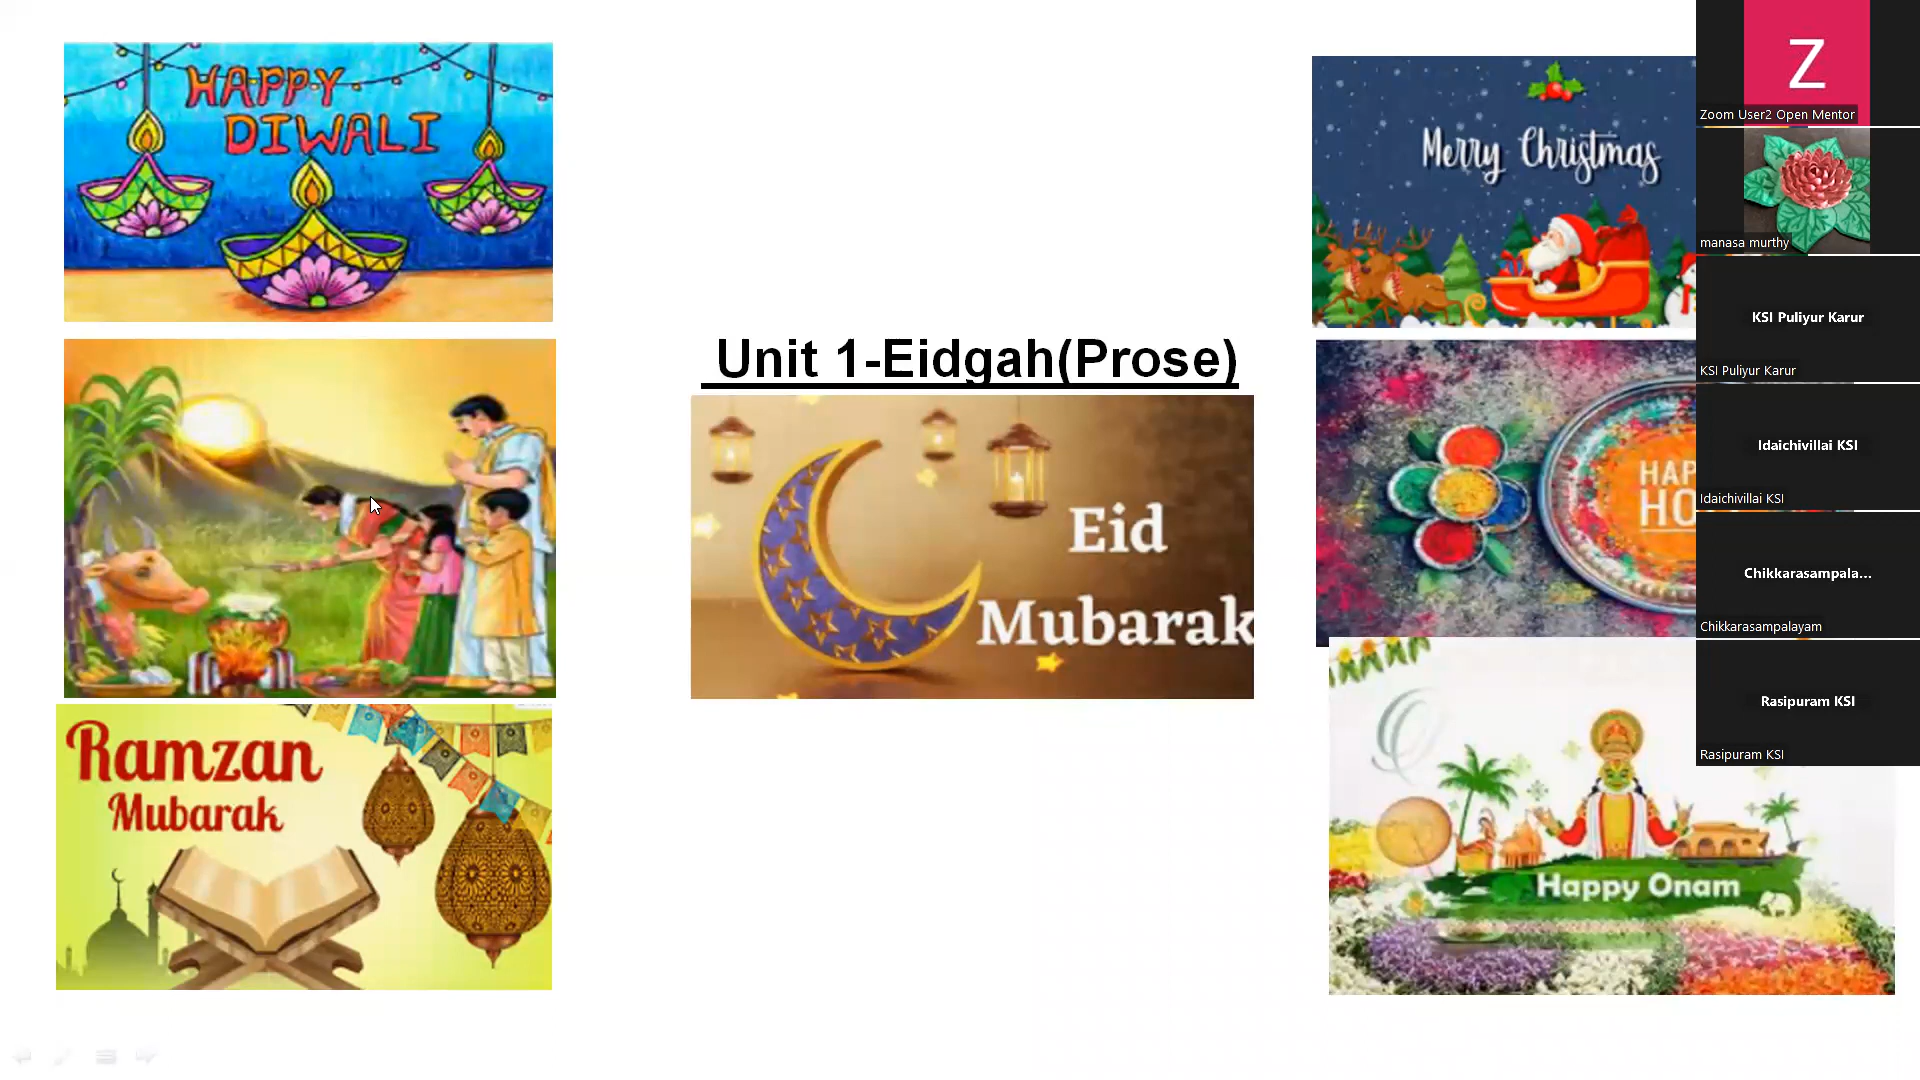 HAPPY
DIWALI
Ramzan
Mubarak
Unit 1-Eidgah(Prose)
Eid
Mubarak
Merry Christmas
HAP
HO
Happy Onam
Z
Zoom User2 Open Mentor
manasa murthy
KSI Puliyur Karur
KSI Puliyur Karur
Idaichivillai KSI
Idaichivillai KSI
Chikkarasampala...
Chikkarasampalayam
Rasipuram KSI
Rasipuram KSI